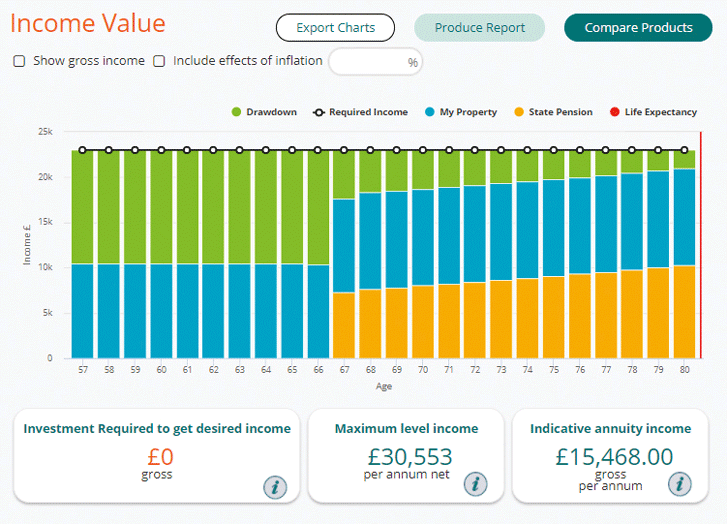 Income Value
Export Charts
Produce Report
Compare Products
Show gross income
Include effects of inflation
%
Drawdown
Required Income
My Property
State Pension
Life Expectancy
25k
20k
15k
10k
5k
0
Income £
57 58 59 60 61 62 63 64 65 66 67 68 69 70 71 72 73 74 75 76 77 78 79 80
Age
Investment Required to get desired income
£0
gross
i
Maximum level income
£30,553
per annum net
i
Indicative annuity income
£15,468.00
gross
per annum
i